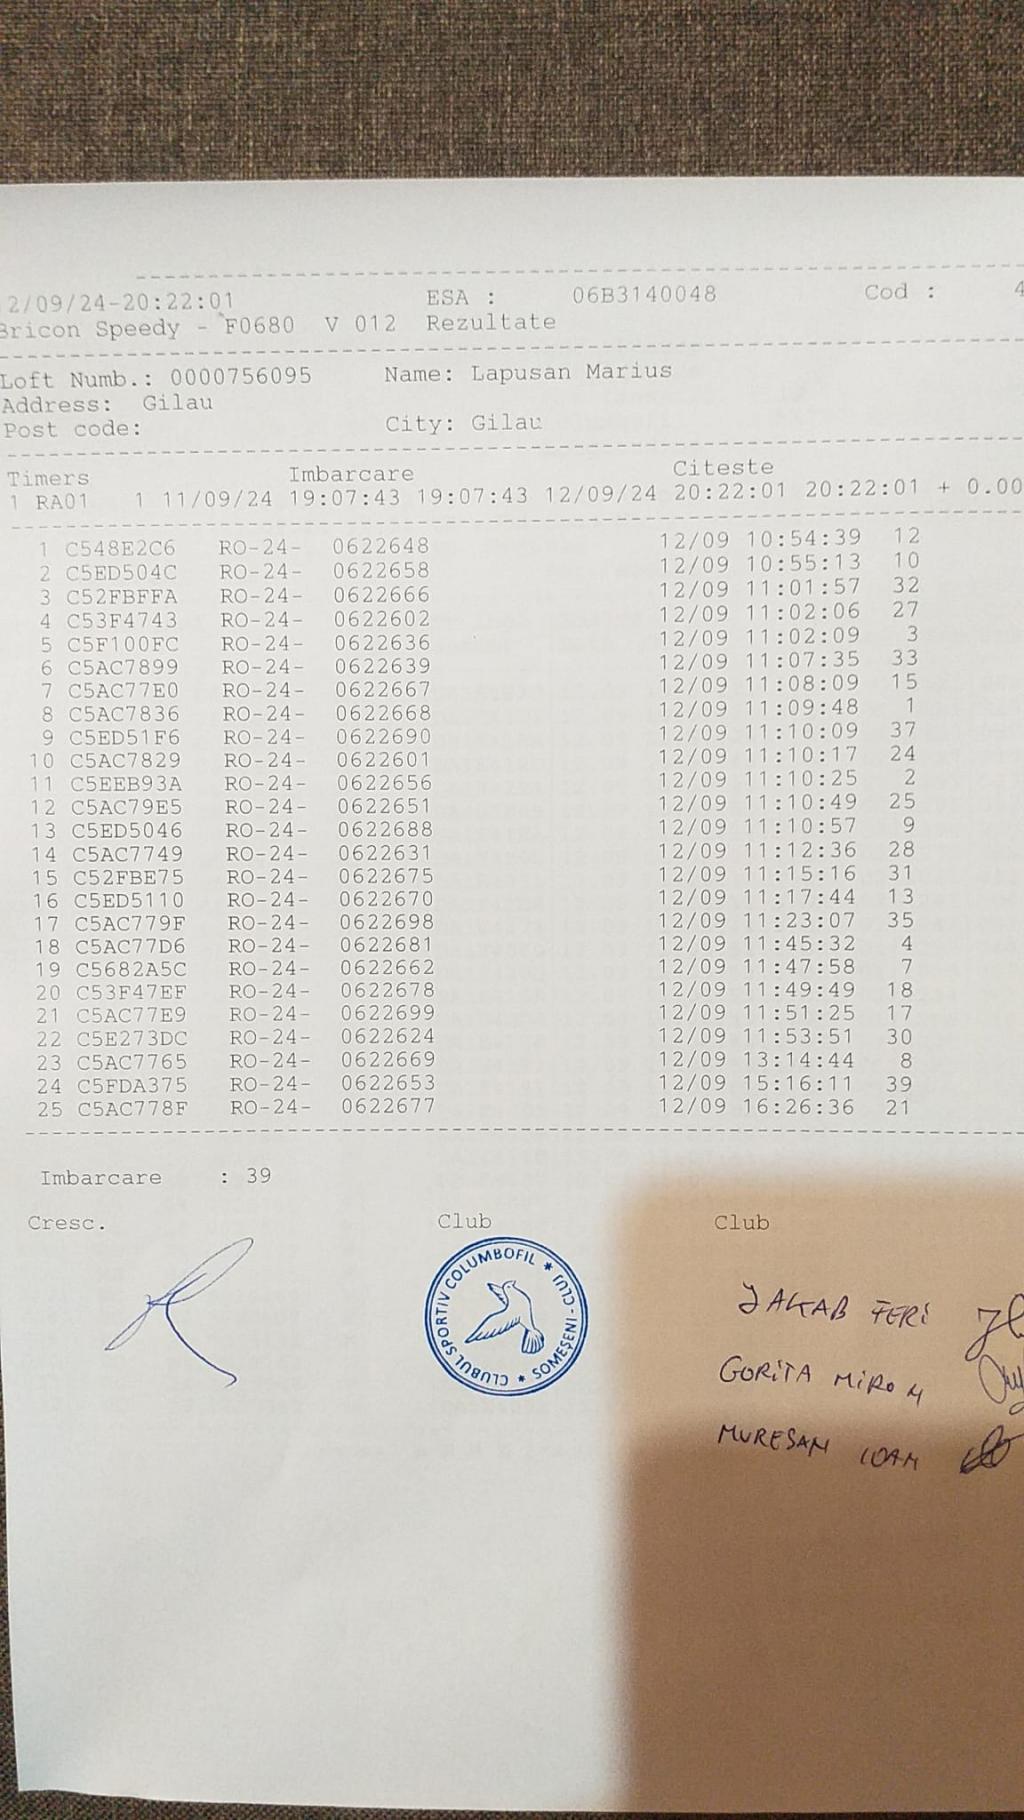 2/09/24-20:22:01 ESA : 06B3140048 Cod : 4
Bricon Speedy - F0680 V 012 Rezultate
Loft Numb.: 0000756095 Name: Lapusan Marius
Address: Gilau
Post code: City: Gilau
Timers Imbarcare Citeste
1 RA01 1 11/09/24 19:07:43 19:07:43 12/09/24 20:22:01 20:22:01 + 0.00
1 C548E2C6 RO-24- 0622648 12/09 10:54:39 12
2 C5ED504C RO-24- 0622658 12/09 10:55:13 10
3 C52FBFFA RO-24- 0622666 12/09 11:01:57 32
4 C53F4743 RO-24- 0622602 12/09 11:02:06 27
5 C5F100FC RO-24- 0622636 12/09 11:02:09 3
6 C5AC7899 RO-24- 0622639 12/09 11:07:35 33
7 C5AC77E0 RO-24- 0622667 12/09 11:08:09 15
8 C5AC7836 RO-24- 0622668 12/09 11:09:48 1
9 C5ED51F6 RO-24- 0622690 12/09 11:10:09 37
10 C5AC7829 RO-24- 0622601 12/09 11:10:17 24
11 C5EEB93A RO-24- 0622656 12/09 11:10:25 2
12 C5AC79E5 RO-24- 0622651 12/09 11:10:49 25
13 C5ED5046 RO-24- 0622688 12/09 11:10:57 9
14 C5AC7749 RO-24- 0622631 12/09 11:12:36 28
15 C52FBE75 RO-24- 0622675 12/09 11:15:16 31
16 C5ED5110 RO-24- 0622670 12/09 11:17:44 13
17 C5AC779F RO-24- 0622698 12/09 11:23:07 35
18 C5AC77D6 RO-24- 0622681 12/09 11:45:32 4
19 C5682A5C RO-24- 0622662 12/09 11:47:58 7
20 C53F47EF RO-24- 0622678 12/09 11:49:49 18
21 C5AC77E9 RO-24- 0622699 12/09 11:51:25 17
22 C5E273DC RO-24- 0622624 12/09 11:53:51 30
23 C5AC7765 RO-24- 0622669 12/09 13:14:44 8
24 C5FDA375 RO-24- 0622653 12/09 15:16:11 39
25 C5AC778F RO-24- 0622677 12/09 16:26:36 21
Imbarcare : 39
Cresc. Club Club
CLUBUL SPORTIV COLUMBOFIL * SOMEȘENI-CLUJ *
JAKAB FERI
GORITA MIRON
MURESAN IOAN